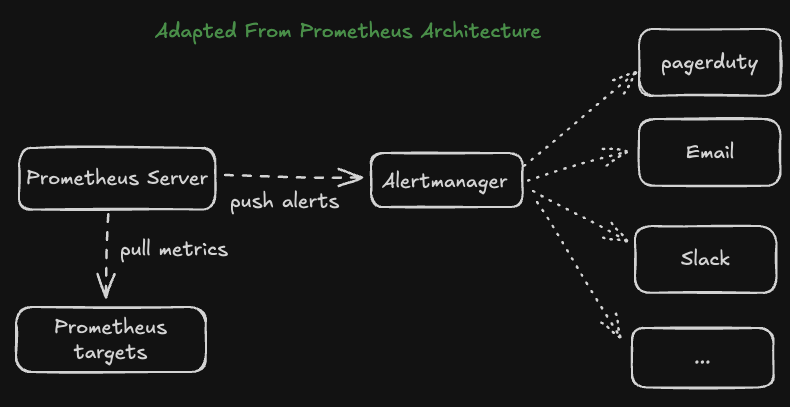 Adapted From Prometheus Architecture
pagerduty
Email
Prometheus Server
push alerts
Alertmanager
pull metrics
Slack
Prometheus
targets
...